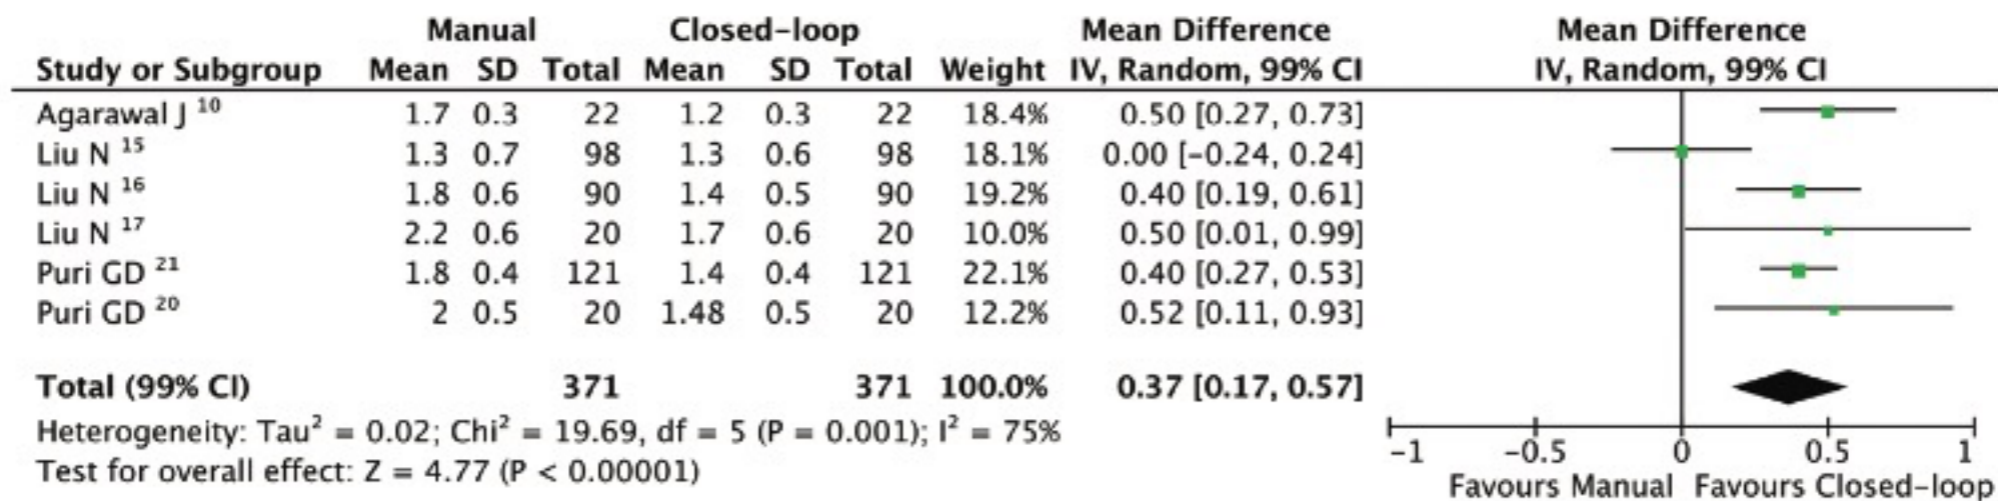 Manual Closed-loop Mean Difference Mean Difference
Study or Subgroup Mean SD Total Mean SD Total Weight IV, Random, 99% CI IV, Random, 99% CI
Agarawal J 10 1.7 0.3 22 1.2 0.3 22 18.4% 0.50 [0.27, 0.73]
Liu N 15 1.3 0.7 98 1.3 0.6 98 18.1% 0.00 [-0.24, 0.24]
Liu N 16 1.8 0.6 90 1.4 0.5 90 19.2% 0.40 [0.19, 0.61]
Liu N 17 2.2 0.6 20 1.7 0.6 20 10.0% 0.50 [0.01, 0.99]
Puri GD 21 1.8 0.4 121 1.4 0.4 121 22.1% 0.40 [0.27, 0.53]
Puri GD 20 2 0.5 20 1.48 0.5 20 12.2% 0.52 [0.11, 0.93]
Total (99% CI) 371 371 100.0% 0.37 [0.17, 0.57]
Heterogeneity: Tau² = 0.02; Chi² = 19.69, df = 5 (P = 0.001); I² = 75%
Test for overall effect: Z = 4.77 (P < 0.00001)
-1 -0.5 0 0.5 1
Favours Manual Favours Closed-loop